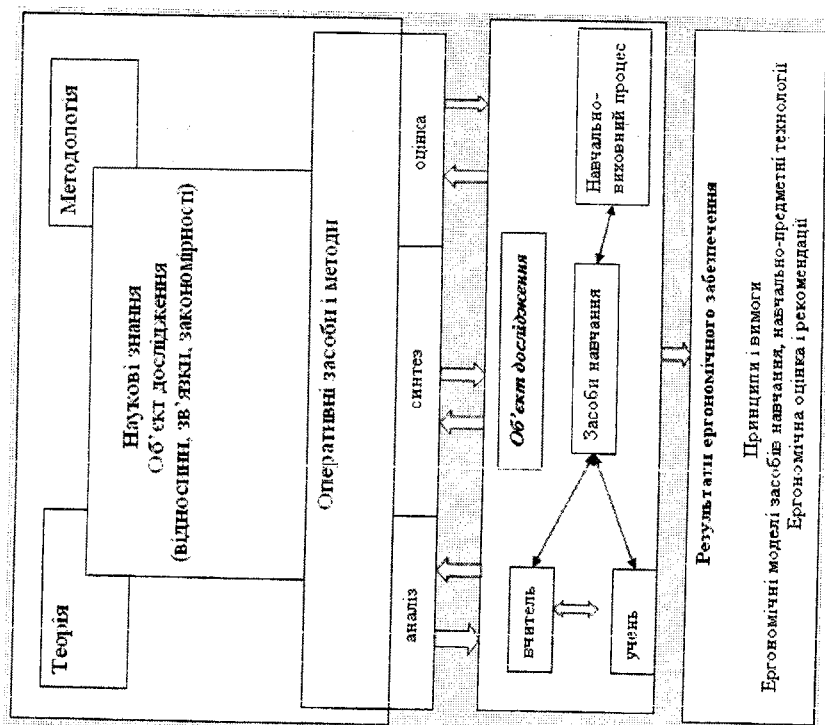 Теорія
Методологія
Наукові знання
Об’єкт дослідження
(відносини, зв’язки, закономірності)
Оперативні засоби і методи
аналіз
синтез
оцінка
Об’єкт дослідження
вчитель
учень
Засоби навчання
Навчально-
виховний процес
Результати ергономічного забезпечення
Принципи і вимоги
Ергономічні моделі засобів навчання, навчально-предметні технології
Ергономічна оцінка і рекомендації